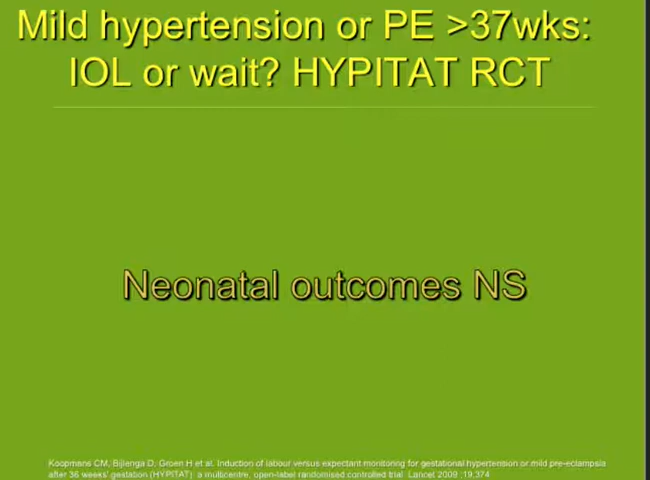 Mild hypertension or PE >37wks:
IOL or wait? HYPITAT RCT
Neonatal outcomes NS
Koopmans CM, Bijlenga D, Groen H et al. Induction of labour versus expectant monitoring for gestational hypertension or mild pre-eclampsia
after 36 weeks' gestation (HYPITAT): a multicentre, open-label randomised controlled trial. Lancet 2009 :19;374